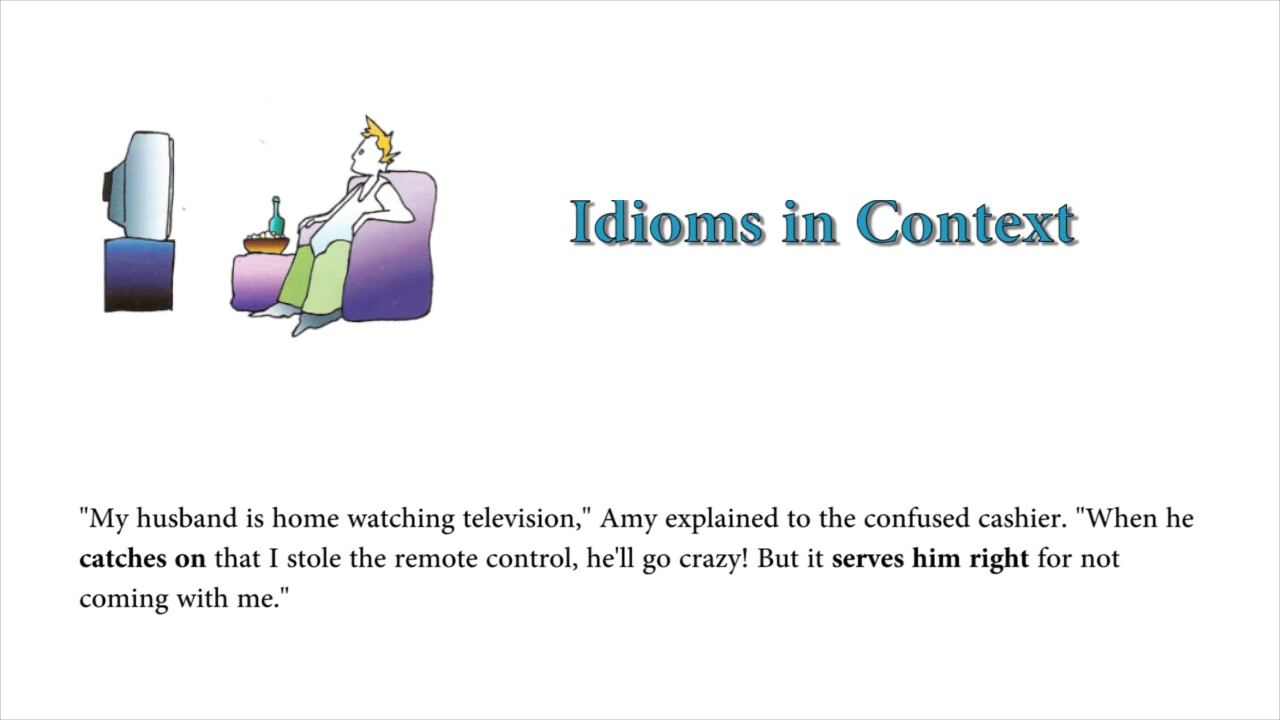 Idioms in Context
"My husband is home watching television," Amy explained to the confused cashier. "When he
catches on that I stole the remote control, he'll go crazy! But it serves him right for not
coming with me."